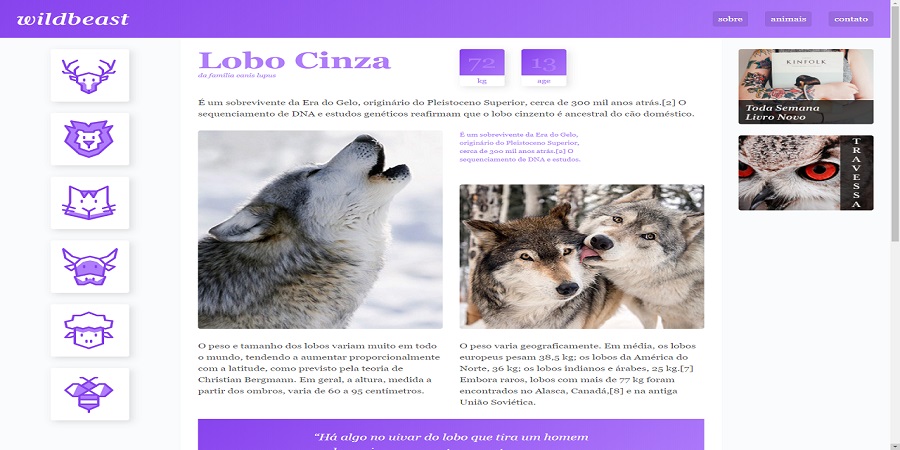 wildbeast
sobre
animais
contato
Lobo Cinza
da família canis lupus
72
kg
13
age
É um sobrevivente da Era do Gelo, originário do Pleistoceno Superior, cerca de 300 mil anos atrás.[2] O
sequenciamento de DNA e estudos genéticos reafirmam que o lobo cinzento é ancestral do cão doméstico.
É um sobrevivente da Era do Gelo,
originário do Pleistoceno Superior,
cerca de 300 mil anos atrás.[2] O
sequenciamento de DNA e estudos.
O peso e tamanho dos lobos variam muito em todo
o mundo, tendendo a aumentar proporcionalmente
com a latitude, como previsto pela teoria de
Christian Bergmann. Em geral, a altura, medida a
partir dos ombros, varia de 60 a 95 centímetros.
O peso varia geograficamente. Em média, os lobos
europeus pesam 38,5 kg; os lobos da América do
Norte, 36 kg; os lobos indianos e árabes, 25 kg.[7]
Embora raros, lobos com mais de 77 kg foram
encontrados no Alasca, Canadá,[8] e na antiga
União Soviética.
“Há algo no uivar do lobo que tira um homem
KINFOLK
Toda Semana
Livro Novo
TRAVESSA